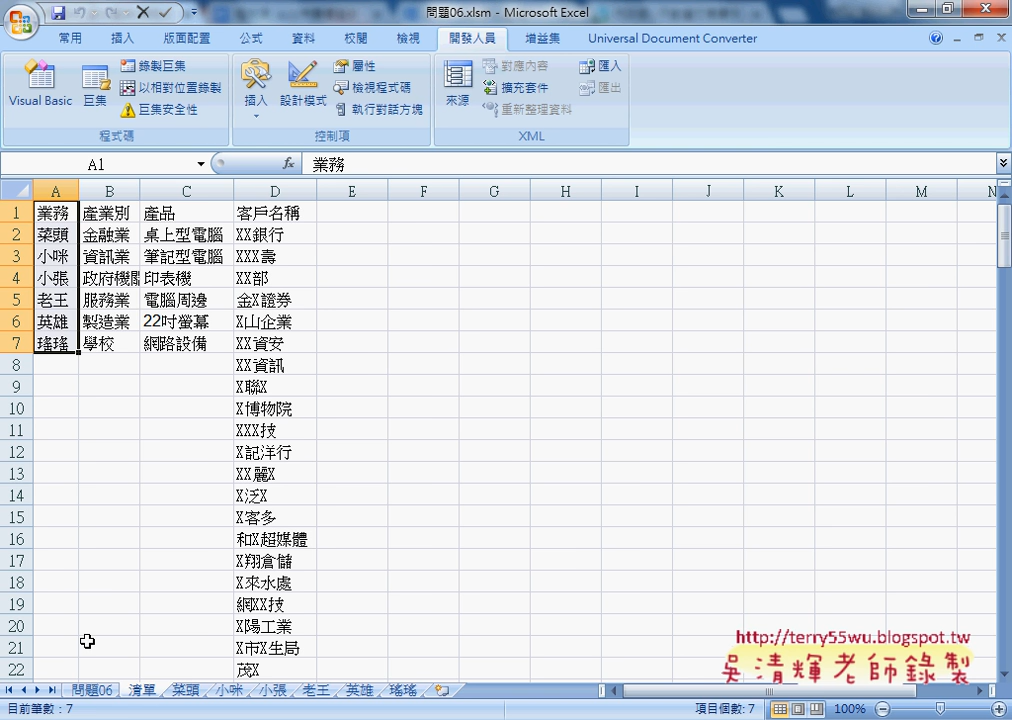 問題06.xlsm - Microsoft Excel
常用 插入 版面配置 公式 資料 校閱 檢視 開發人員 增益集 Universal Document Converter
Visual Basic 巨集 錄製巨集 以相對位置錄製 巨集安全性 程式碼
插入 設計模式 屬性 檢視程式碼 執行對話方塊 控制項
來源 對應內容 擴充套件 重新整理資料 匯入 匯出 XML
A1 fx 業務
A B C D E F G H I J K L M N
1 業務 產業別 產品 客戶名稱
2 菜頭 金融業 桌上型電腦 XX銀行
3 小咪 資訊業 筆記型電腦 XXX壽
4 小張 政府機關 印表機 XX部
5 老王 服務業 電腦周邊 金X證券
6 英雄 製造業 22吋螢幕 X山企業
7 瑤瑤 學校 網路設備 XX資安
8 XX資訊
9 X聯X
10 X博物院
11 XXX技
12 X記洋行
13 XX麗X
14 X泛X
15 X客多
16 和X超媒體
17 X翔倉儲
18 X來水處
19 網XX技
20 X陽工業
21 X市X生局
22 茂X
http://terry55wu.blogspot.tw
吳清輝老師錄製
問題06 清單 菜頭 小咪 小張 老王 英雄 瑤瑤
目前筆數：7 項目個數: 7 100%